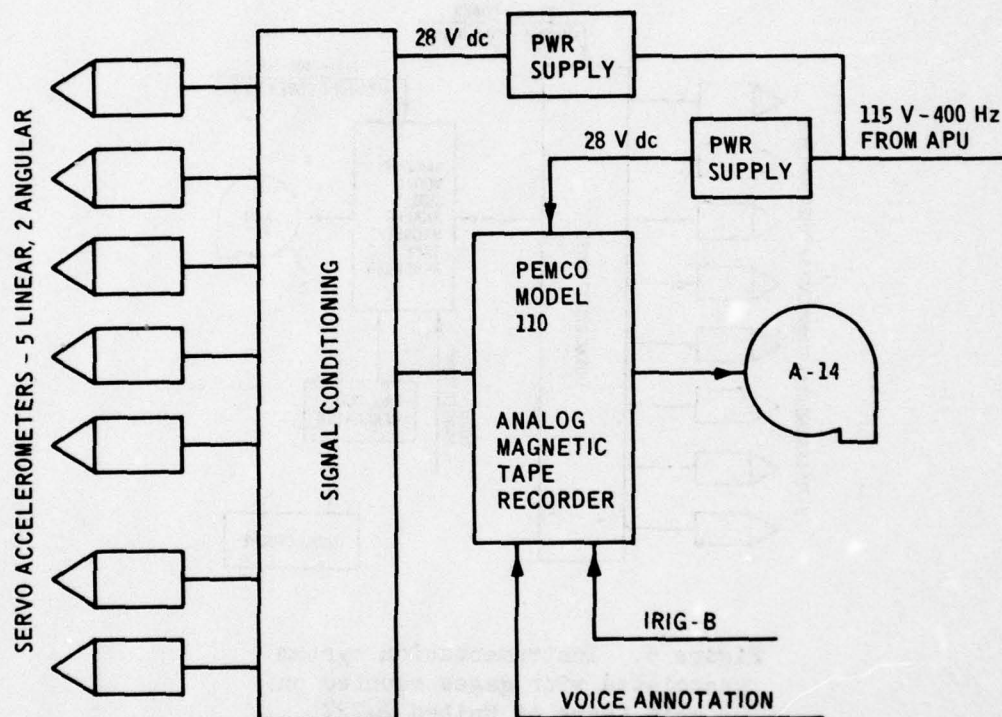 28 V dc
PWR
SUPPLY
115 V - 400 Hz
FROM APU
28 V dc
PWR
SUPPLY
SERVO ACCELEROMETERS - 5 LINEAR, 2 ANGULAR
SIGNAL CONDITIONING
PEMCO
MODEL
110
ANALOG
MAGNETIC
TAPE
RECORDER
A-14
IRIG-B
VOICE ANNOTATION